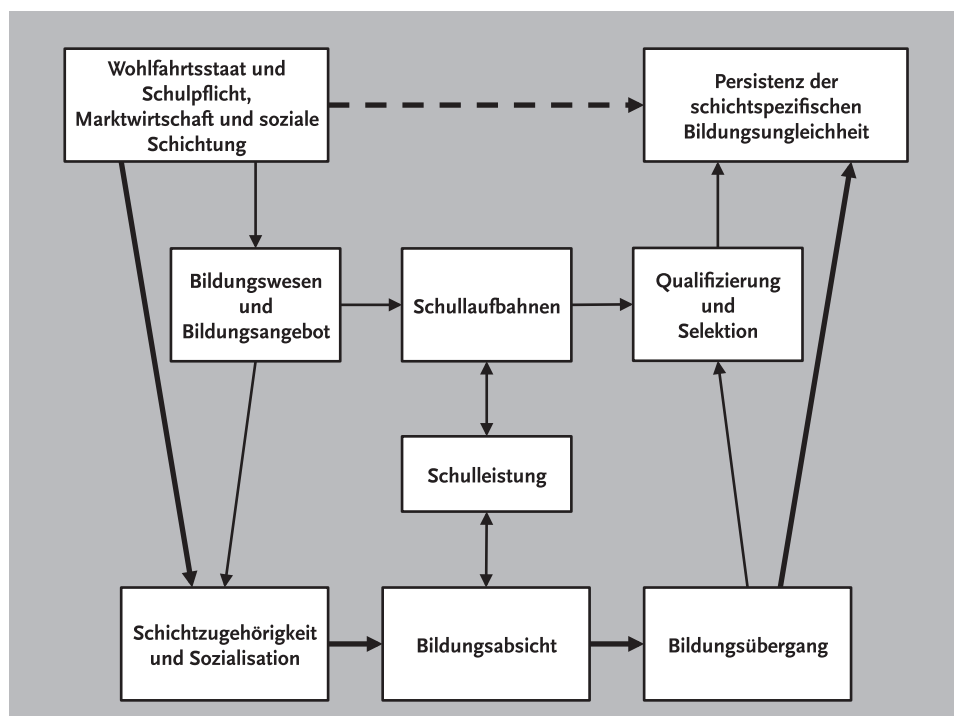 Wohlfahrtsstaat und
Schulpflicht,
Marktwirtschaft und soziale
Schichtung
Persistenz der
schichtspezifischen
Bildungsungleichheit
Bildungswesen
und
Bildungsangebot
Schullaufbahnen
Qualifizierung
und
Selektion
Schulleistung
Schichtzugehörigkeit
und Sozialisation
Bildungsabsicht
Bildungsübergang